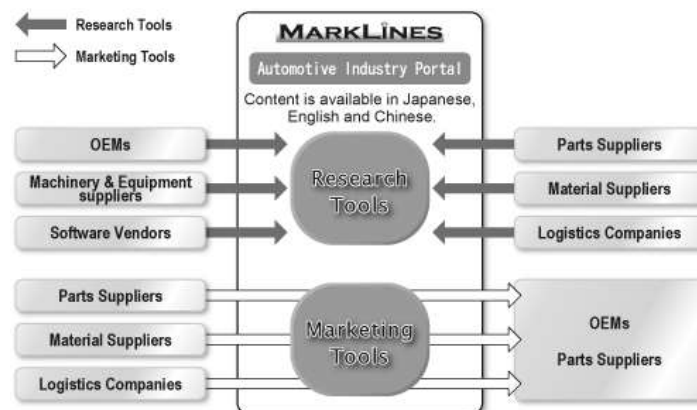 Research Tools
Marketing Tools
MARKLINES
Automotive Industry Portal
Content is available in Japanese,
English and Chinese.
OEMs
Machinery & Equipment
suppliers
Software Vendors
Research
Tools
Parts Suppliers
Material Suppliers
Logistics Companies
Parts Suppliers
Material Suppliers
Logistics Companies
Marketing
Tools
OEMs
Parts Suppliers